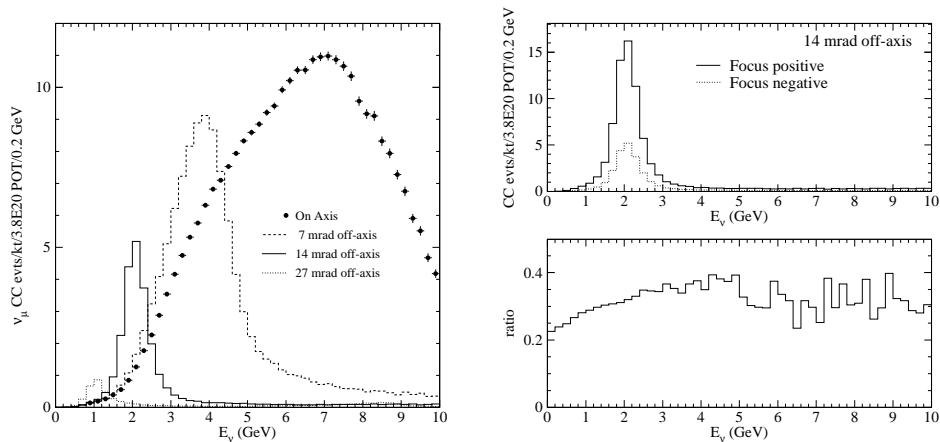 ν_μ CC evts/kt/3.8E20 POT/0.2 GeV
10
5
0
On Axis
7 mrad off-axis
14 mrad off-axis
27 mrad off-axis
0 1 2 3 4 5 6 7 8 9 10
E_ν (GeV)
CC evts/kt/3.8E20 POT/0.2 GeV
15
10
5
0
14 mrad off-axis
Focus positive
Focus negative
0 1 2 3 4 5 6 7 8 9 10
E_ν (GeV)
ratio
0.4
0.2
0
0 1 2 3 4 5 6 7 8 9 10
E_ν (GeV)